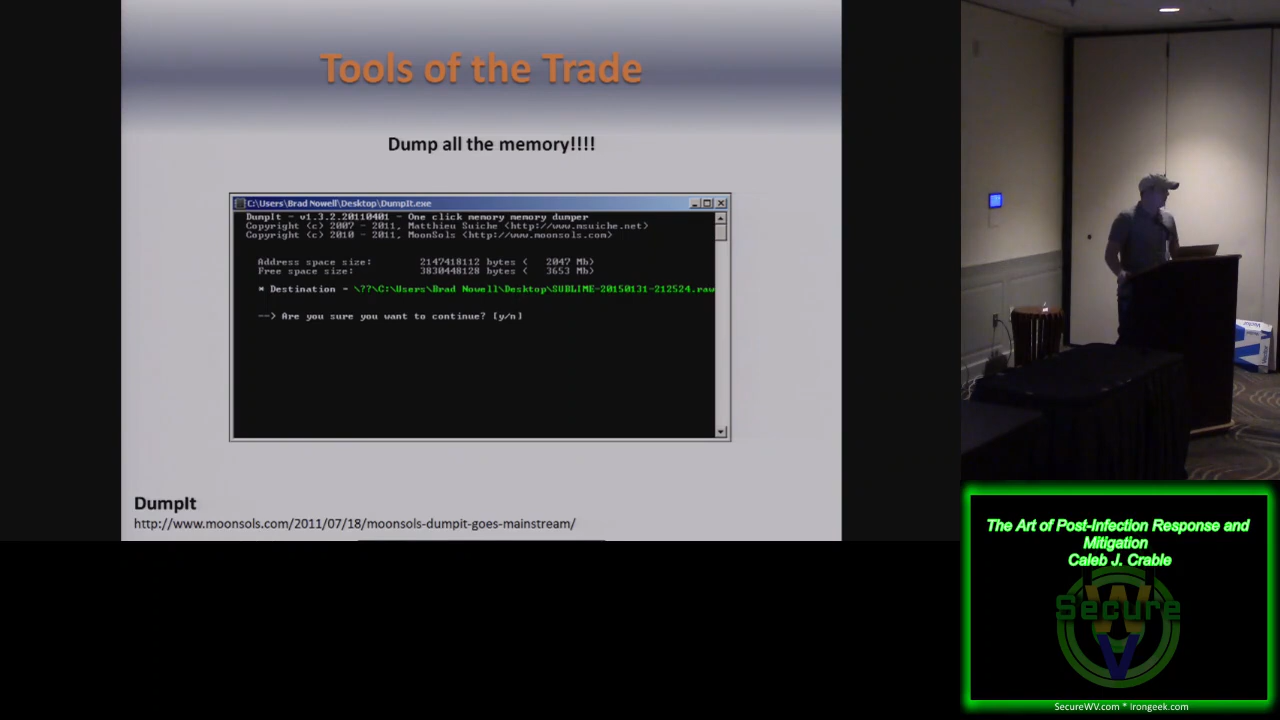 Tools of the Trade
Dump all the memory!!!!
C:\Users\Brad Nowell\Desktop\DumpIt.exe
DumpIt - v1.3.2.20110401 - One click memory memory dumper
Copyright (c) 2007 - 2011, Matthieu Suiche <http://www.msuiche.net>
Copyright (c) 2010 - 2011, MoonSols <http://www.moonsols.com>
Address space size: 2147418112 bytes ( 2047 Mb)
Free space size: 3830448128 bytes ( 3653 Mb)
* Destination = \??\C:\Users\Brad Nowell\Desktop\SUBLIME-20150131-212524.raw
--> Are you sure you want to continue? [y/n]
DumpIt
http://www.moonsols.com/2011/07/18/moonsols-dumpit-goes-mainstream/
The Art of Post-Infection Response and
Mitigation
Caleb J. Crable
Secure
WV
SecureWV.com * Irongeek.com